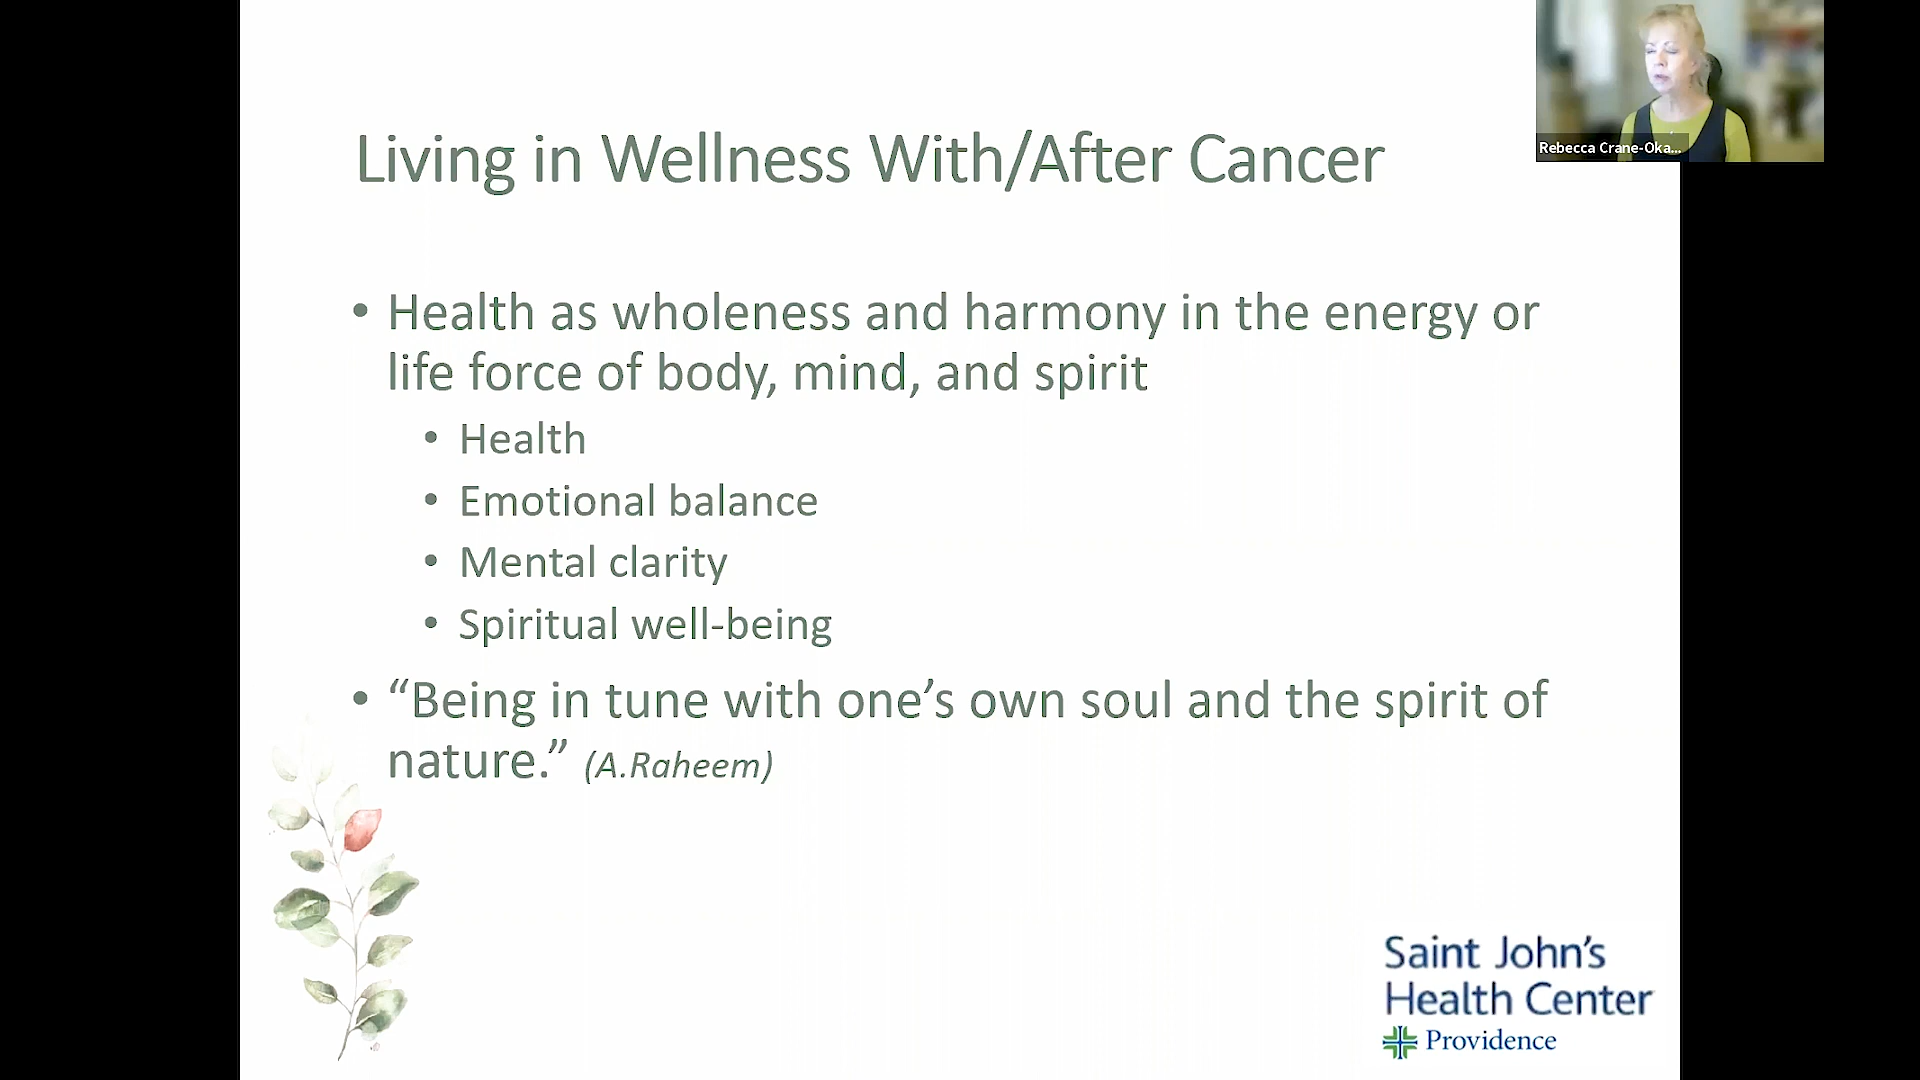 Rebecca Crane-Oka...
Living in Wellness With/After Cancer
• Health as wholeness and harmony in the energy or
life force of body, mind, and spirit
• Health
• Emotional balance
• Mental clarity
• Spiritual well-being
• “Being in tune with one’s own soul and the spirit of
nature.” (A.Raheem)
Saint John’s
Health Center
Providence